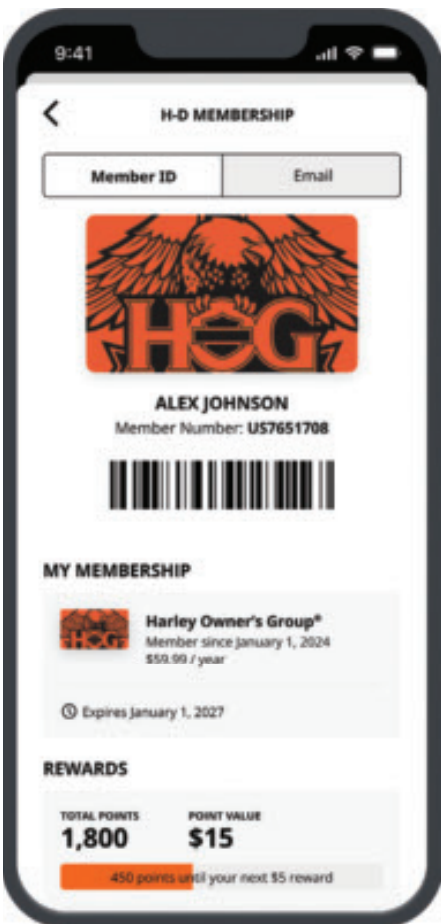 9:41
H-D MEMBERSHIP
Member ID
Email
HOG
ALEX JOHNSON
Member Number: US7651708
MY MEMBERSHIP
HOG
Harley Owner's Group®
Member since January 1, 2024
$59.99 / year
Expires January 1, 2027
REWARDS
TOTAL POINTS
POINT VALUE
1,800
$15
450 points until your next $5 reward